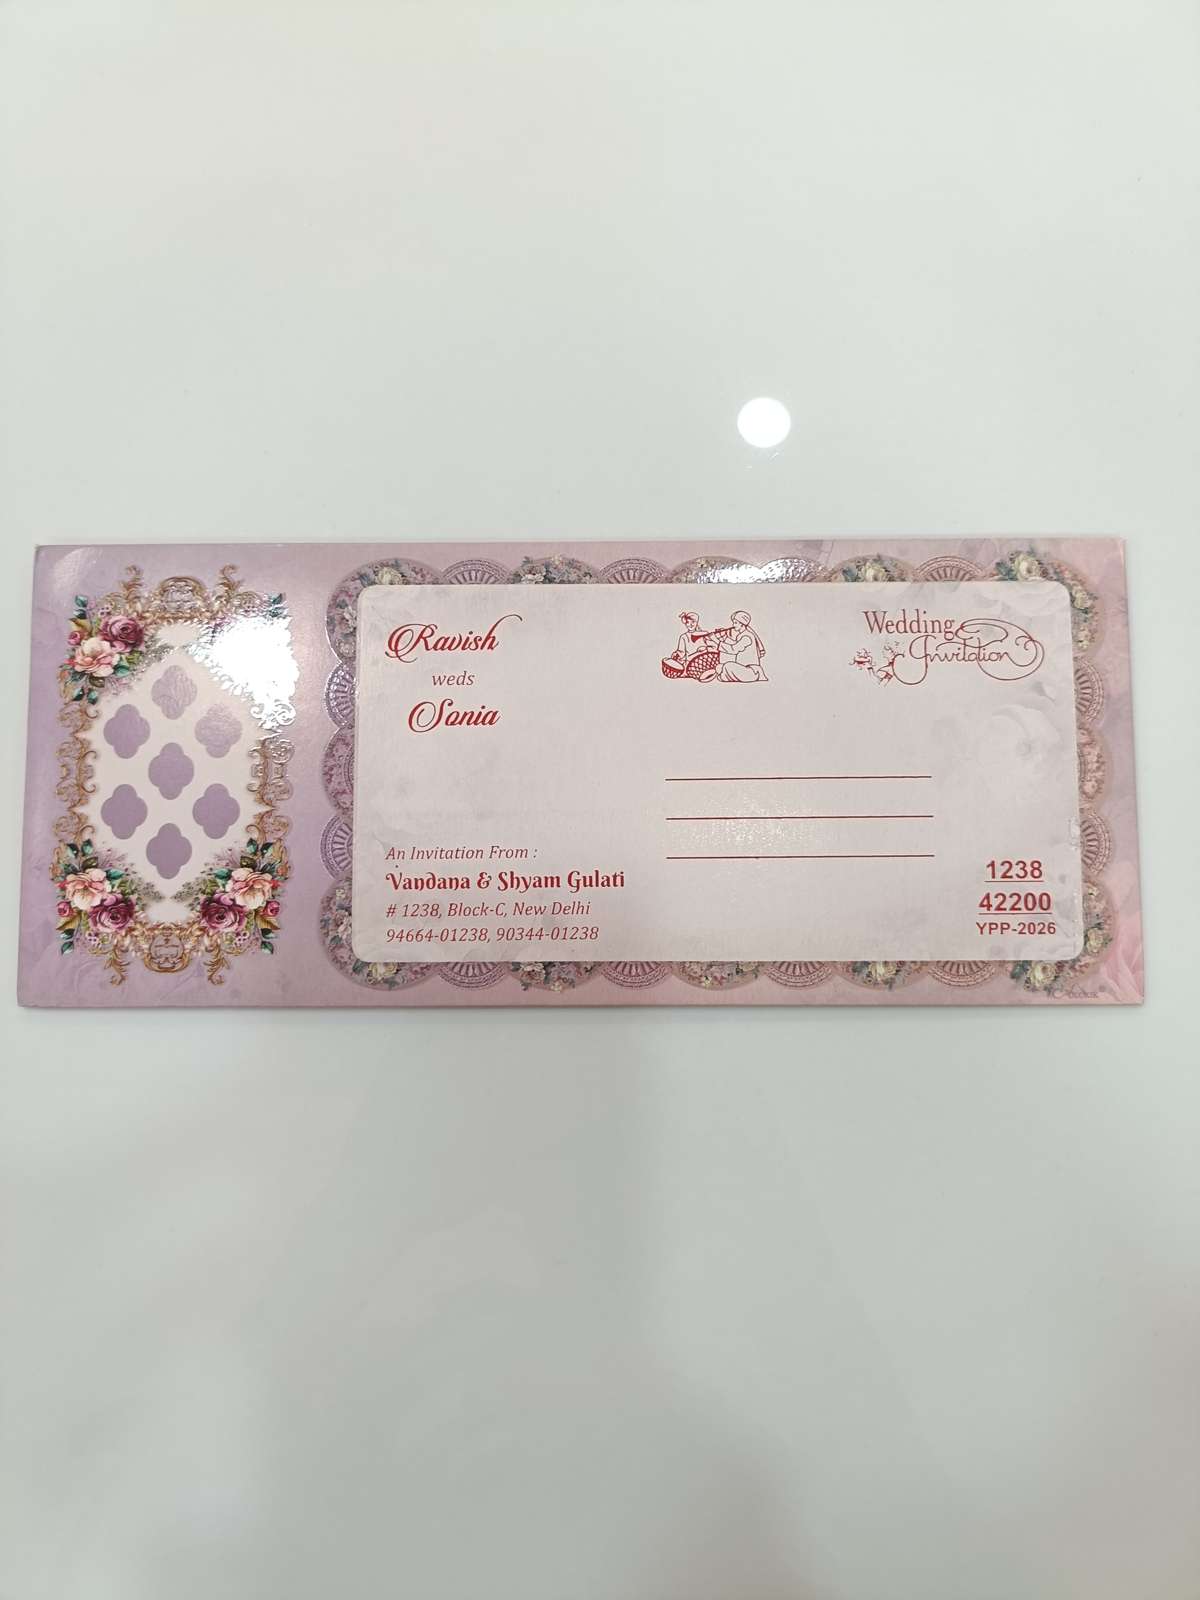 Ravish
weds
Sonia
Wedding
Invitation
An Invitation From :
Vandana & Shyam Gulati
# 1238, Block-C, New Delhi
94664-01238, 90344-01238
1238
42200
YPP-2026